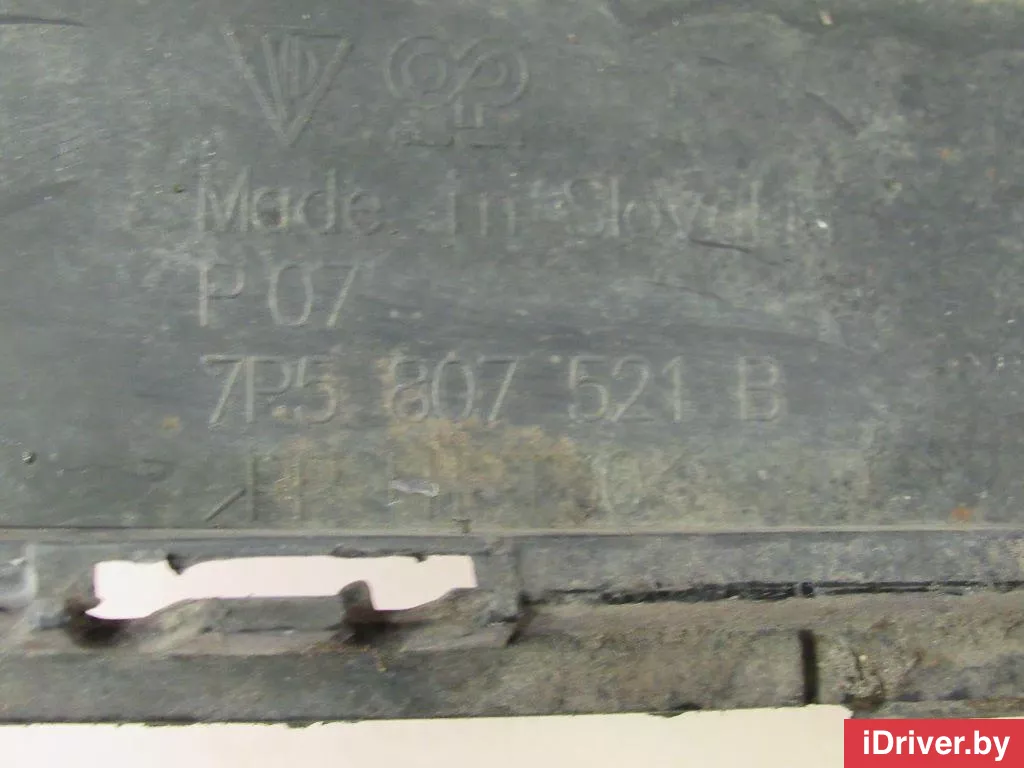 Made in Slovakia
P 07
7P5 807 521 B
iDriver.by